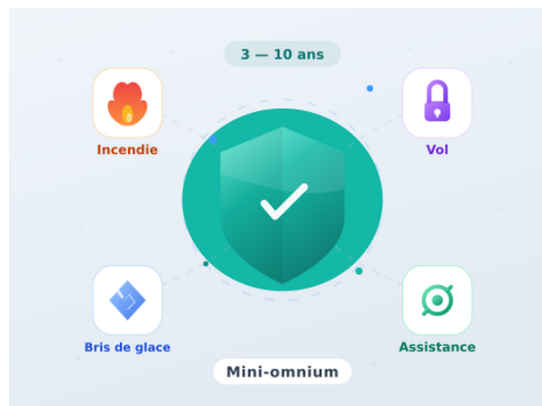 3 — 10 ans
Incendie
Vol
Bris de glace
Assistance
Mini-omnium